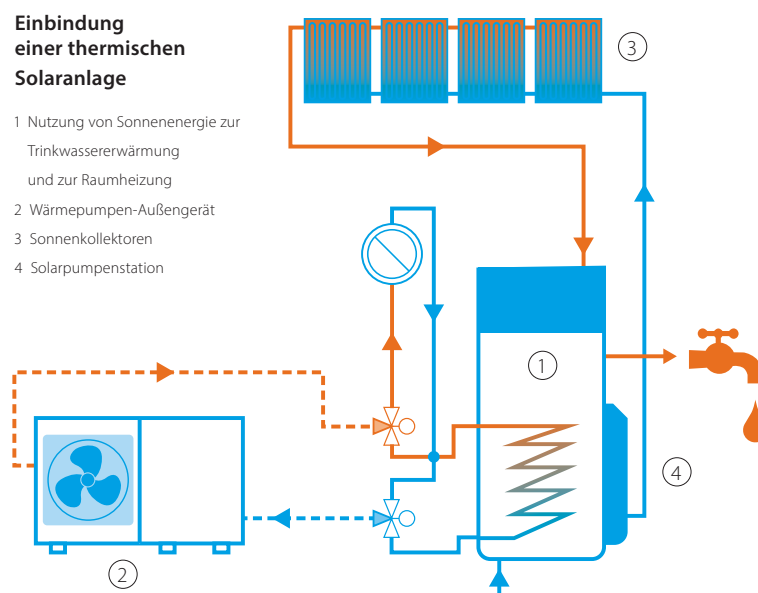 Einbindung
einer thermischen
Solaranlage
1 Nutzung von Sonnenenergie zur
Trinkwassererwärmung
und zur Raumheizung
2 Wärmepumpen-Außengerät
3 Sonnenkollektoren
4 Solarpumpenstation
3
1
4
2